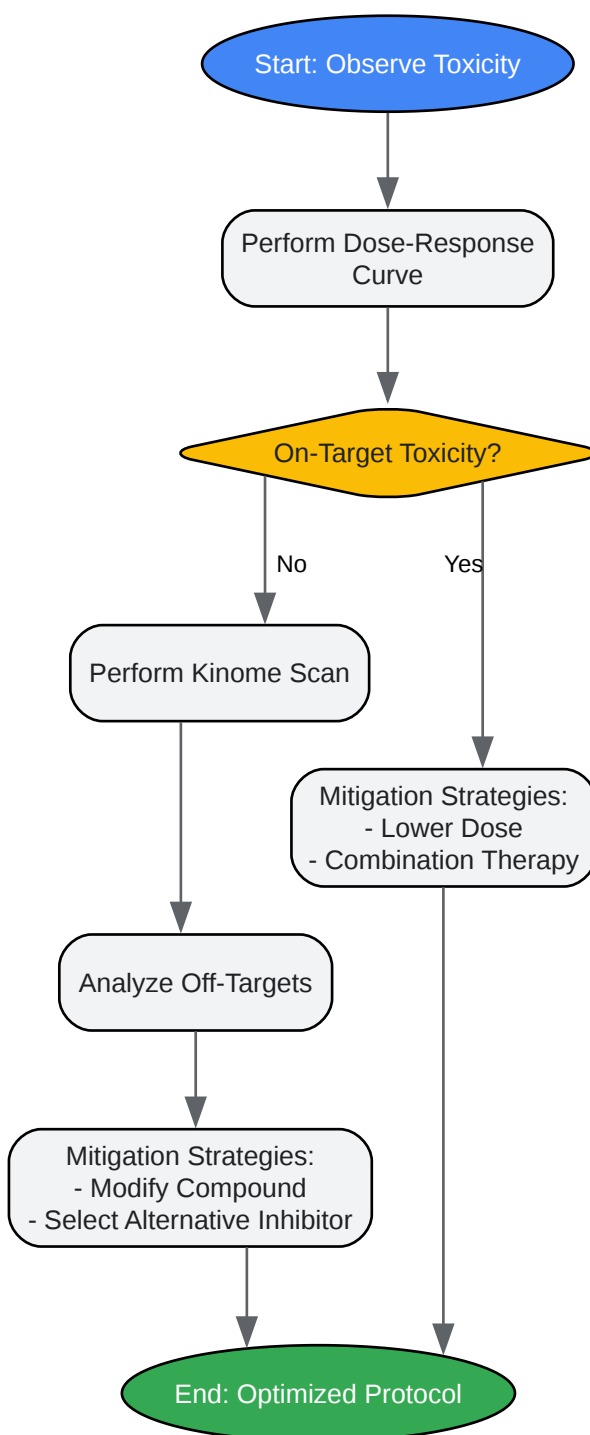 Start: Observe Toxicity
Perform Dose-Response
Curve
On-Target Toxicity?
No
Yes
Perform Kinome Scan
Mitigation Strategies:
- Lower Dose
- Combination Therapy
Analyze Off-Targets
Mitigation Strategies:
- Modify Compound
- Select Alternative Inhibitor
End: Optimized Protocol